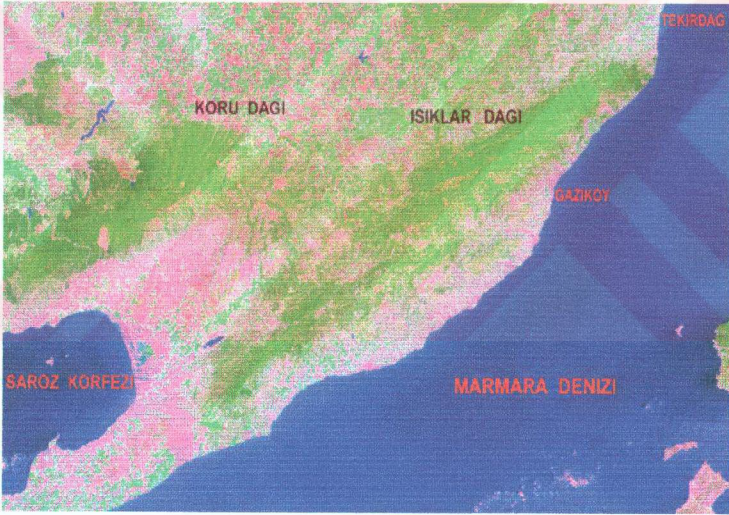 TEKIRDAG
KORU DAGI
ISIKLAR DAGI
GAZIKOY
SAROZ KORFEZI
MARMARA DENIZI